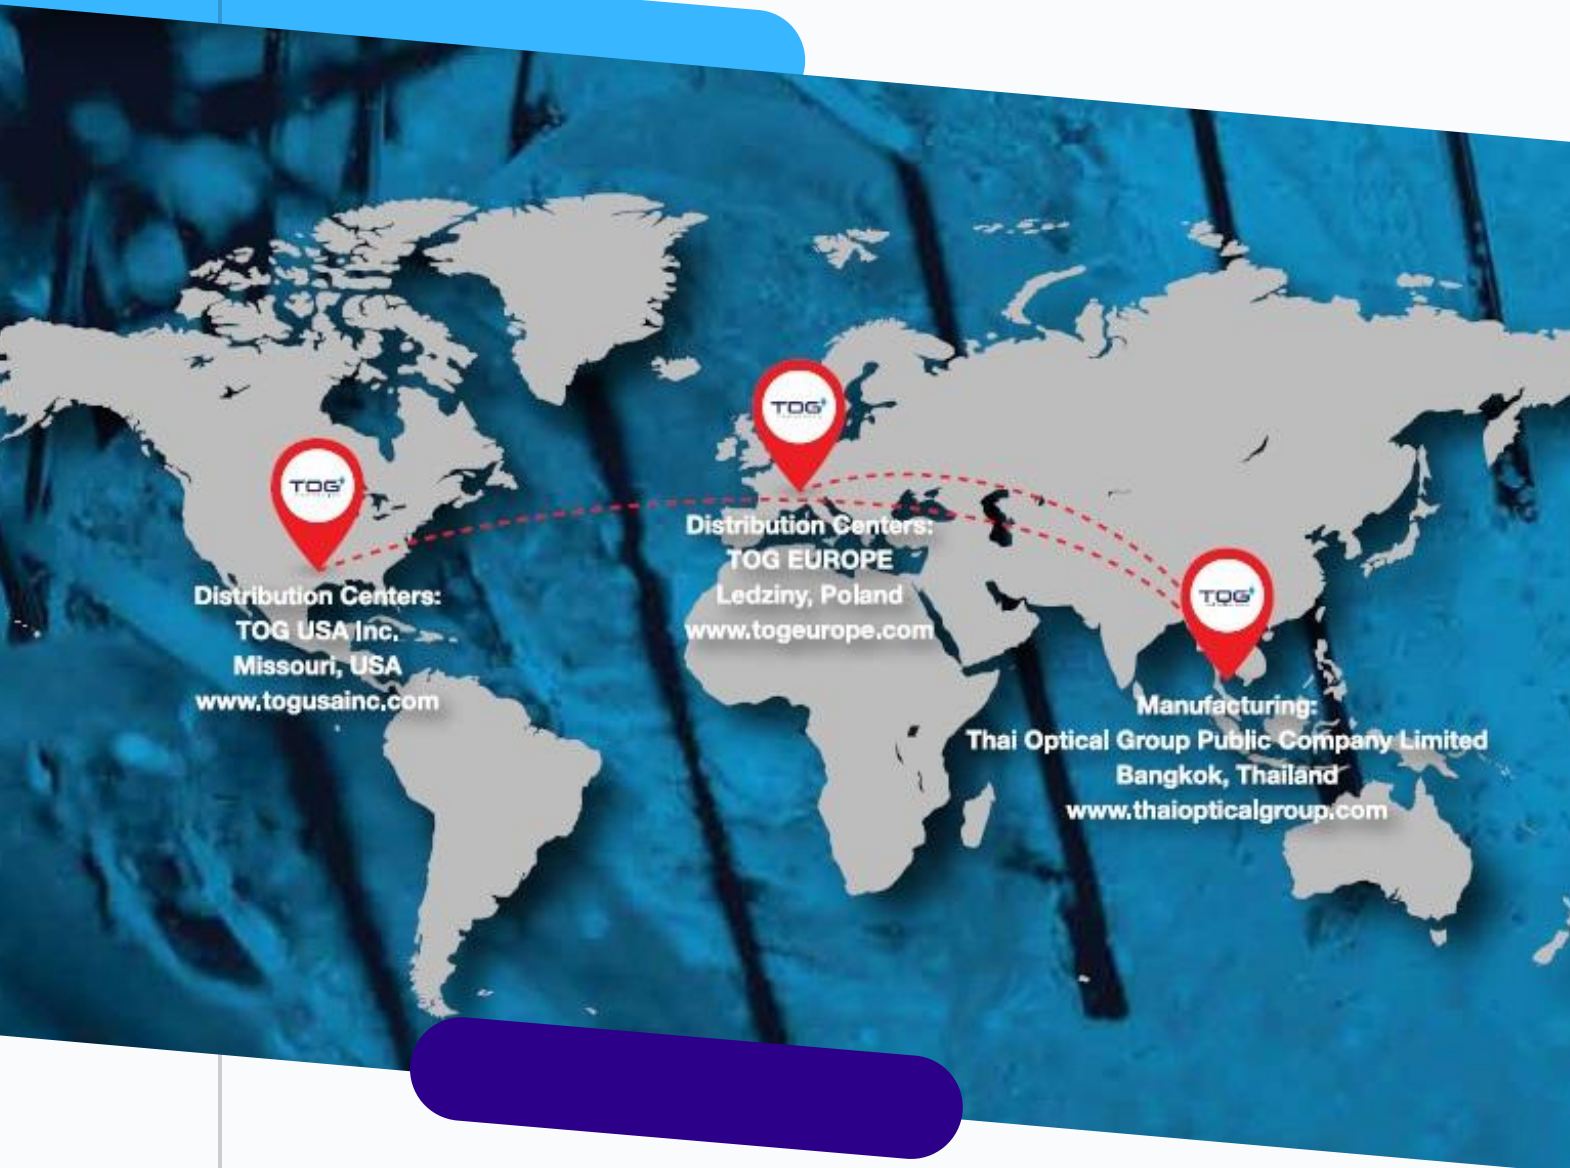 TOG+
TOG+
TOG+
Distribution Centers:
TOG USA Inc.
Missouri, USA
www.togusainc.com
Distribution Centers:
TOG EUROPE
Ledziny, Poland
www.togeurope.com
Manufacturing:
Thai Optical Group Public Company Limited
Bangkok, Thailand
www.thaiopticalgroup.com